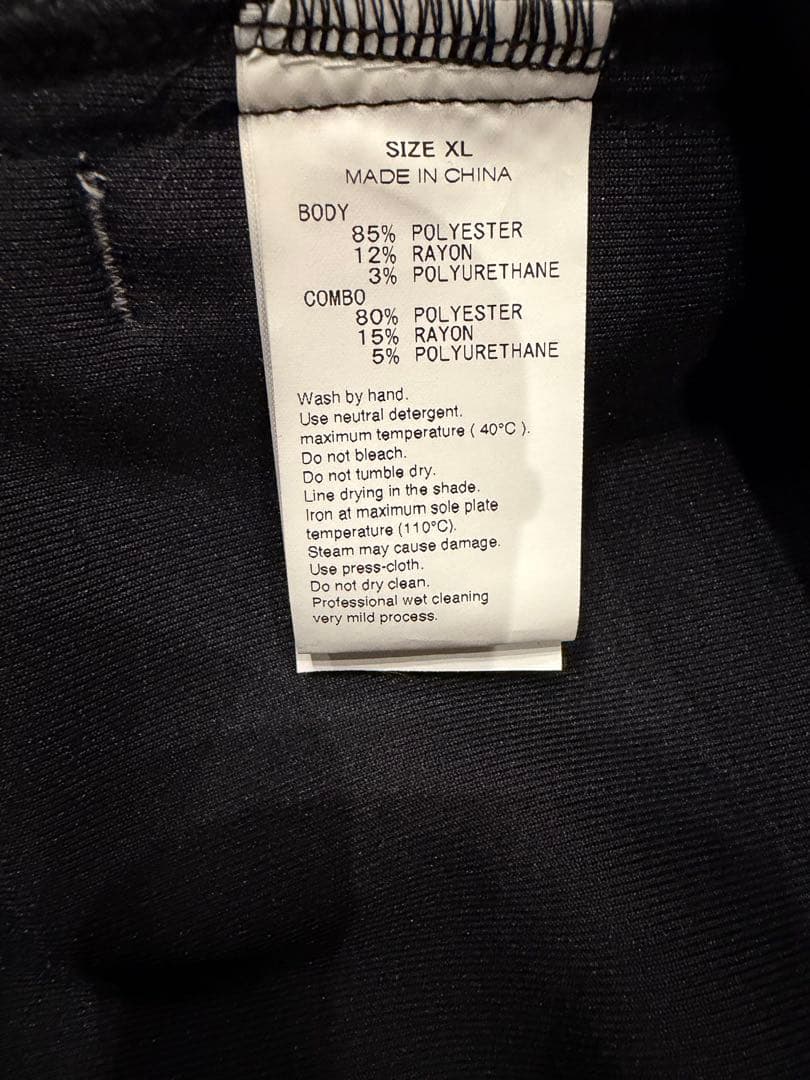 SIZE XL
MADE IN CHINA
BODY
85% POLYESTER
12% RAYON
3% POLYURETHANE
COMBO
80% POLYESTER
15% RAYON
5% POLYURETHANE
Wash by hand.
Use neutral detergent.
maximum temperature ( 40°C ).
Do not bleach.
Do not tumble dry.
Line drying in the shade.
Iron at maximum sole plate
temperature (110°C).
Steam may cause damage.
Use press-cloth.
Do not dry clean.
Professional wet cleaning
very mild process.